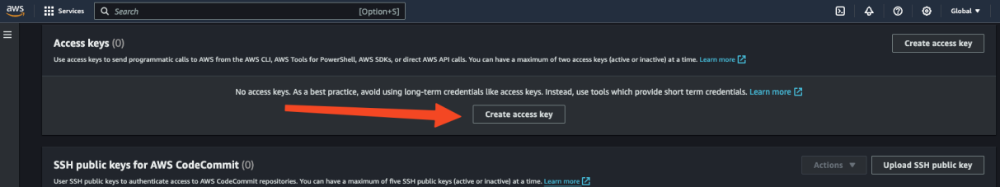 aws Services Search [Option+S] Global
Access keys (0) Create access key
Use access keys to send programmatic calls to AWS from the AWS CLI, AWS Tools for PowerShell, AWS SDKs, or direct AWS API calls. You can have a maximum of two access keys (active or inactive) at a time. Learn more
No access keys. As a best practice, avoid using long-term credentials like access keys. Instead, use tools which provide short term credentials. Learn more
Create access key
SSH public keys for AWS CodeCommit (0) Actions Upload SSH public key
User SSH public keys to authenticate access to AWS CodeCommit repositories. You can have a maximum of five SSH public keys (active or inactive) at a time. Learn more